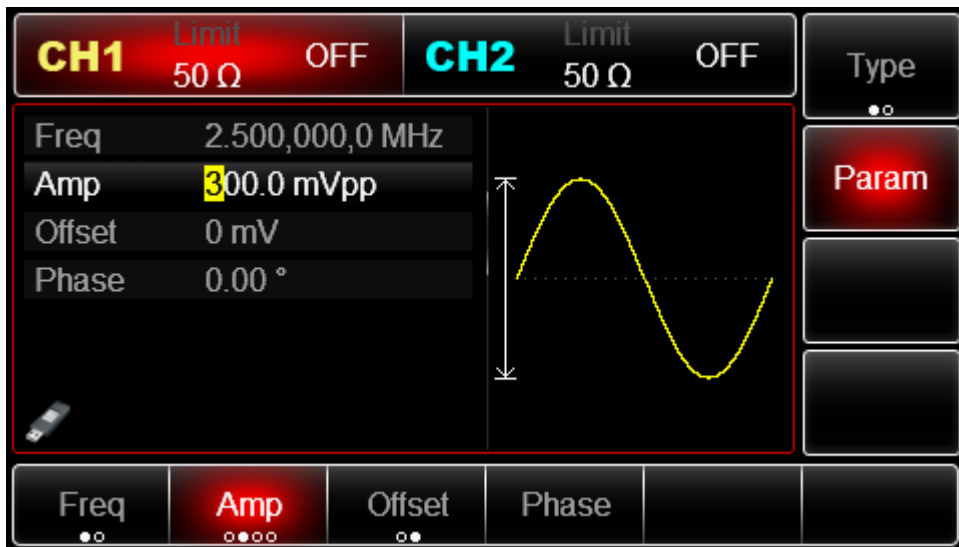 CH1 Limit 50 Ω OFF
CH2 Limit 50 Ω OFF
Type
Freq 2.500,000,0 MHz
Amp 300.0 mVpp
Offset 0 mV
Phase 0.00 °
Param
Freq Amp Offset Phase